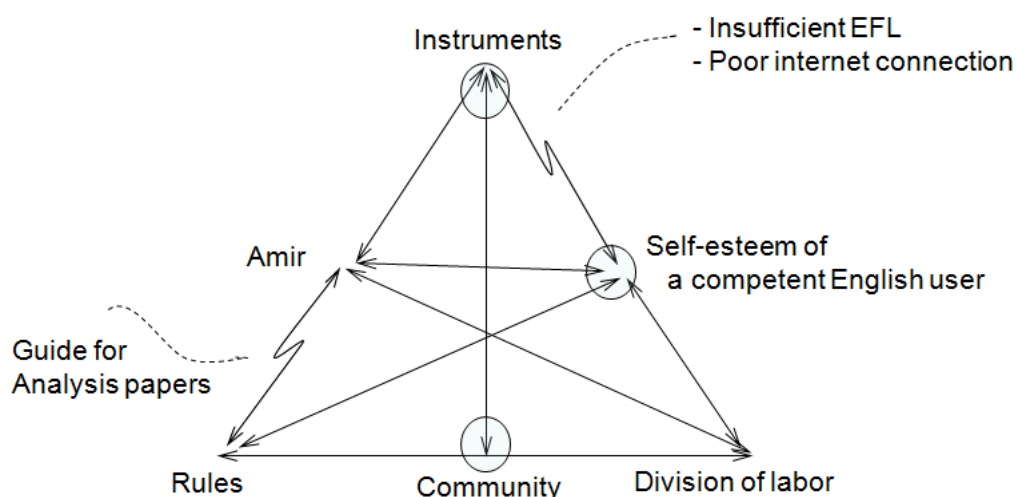 Instruments
- Insufficient EFL
- Poor internet connection
Amir
Self-esteem of
a competent English user
Guide for
Analysis papers
Rules
Community
Division of labor